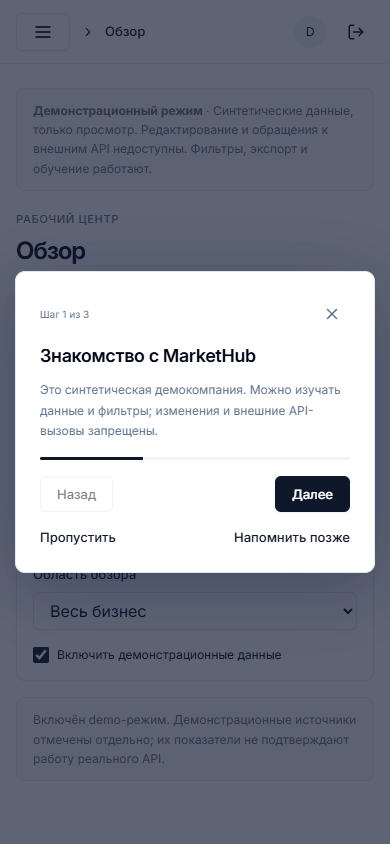 Обзор
D
Демонстрационный режим · Синтетические данные,
только просмотр. Редактирование и обращения к
внешним API недоступны. Фильтры, экспорт и
обучение работают.
РАБОЧИЙ ЦЕНТР
Обзор
Шаг 1 из 3
Знакомство с MarketHub
Это синтетическая демокомпания. Можно изучать
данные и фильтры; изменения и внешние API-
вызовы запрещены.
Назад
Далее
Пропустить
Напомнить позже
Область обзора
Весь бизнес
Включить демонстрационные данные
Включён demo-режим. Демонстрационные источники
отмечены отдельно; их показатели не подтверждают
работу реального API.